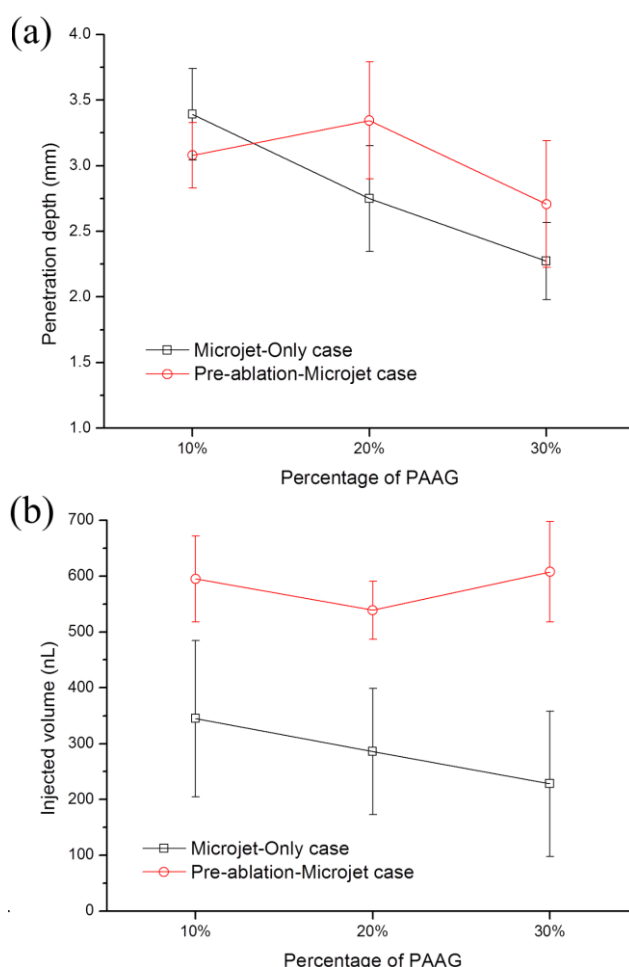 (a)
4.0
3.5
3.0
2.5
2.0
1.5
1.0
Penetration depth (mm)
Microjet-Only case
Pre-ablation-Microjet case
10%
20%
30%
Percentage of PAAG
(b)
700
600
500
400
300
200
100
0
Injected volume (nL)
Microjet-Only case
Pre-ablation-Microjet case
10%
20%
30%
Percentage of PAAG